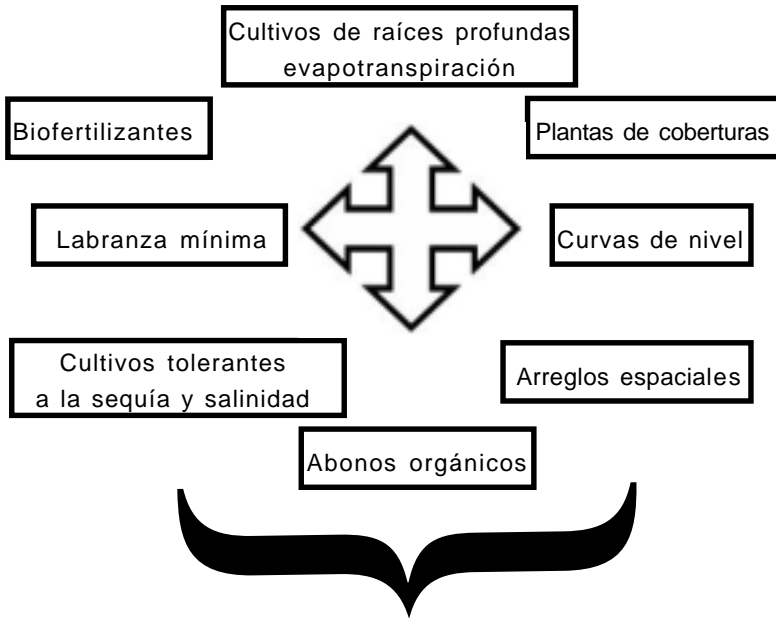 Cultivos de raíces profundas
evapotranspiración
Biofertilizantes
Plantas de coberturas
Labranza mínima
Curvas de nivel
Cultivos tolerantes
a la sequía y salinidad
Arreglos espaciales
Abonos orgánicos